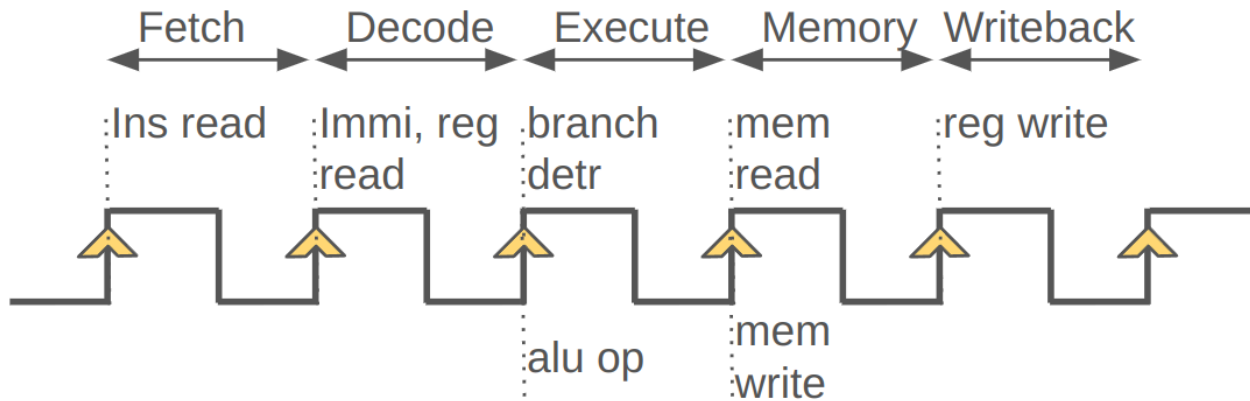 Fetch Decode Execute Memory Writeback
Ins read Immi, reg branch mem reg write
read detr read
alu op mem
write